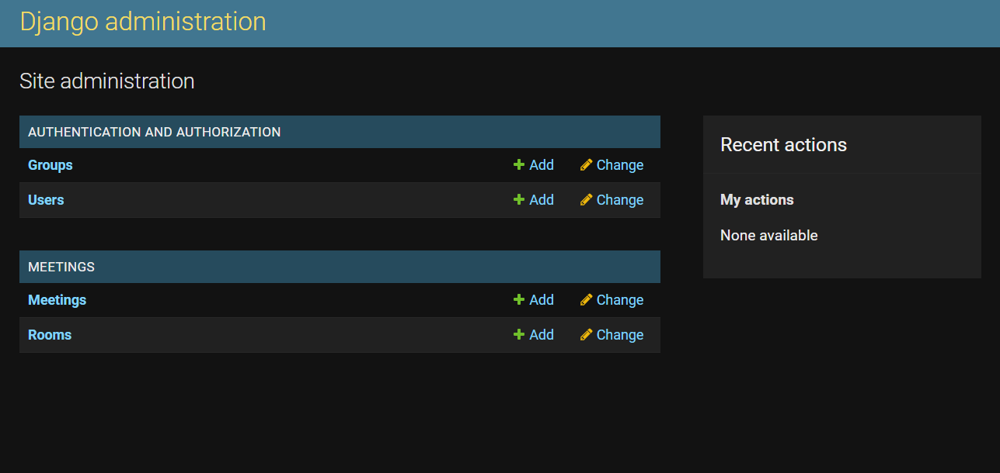 Django administration
Site administration
AUTHENTICATION AND AUTHORIZATION
Groups Add Change
Users Add Change
MEETINGS
Meetings Add Change
Rooms Add Change
Recent actions
My actions
None available